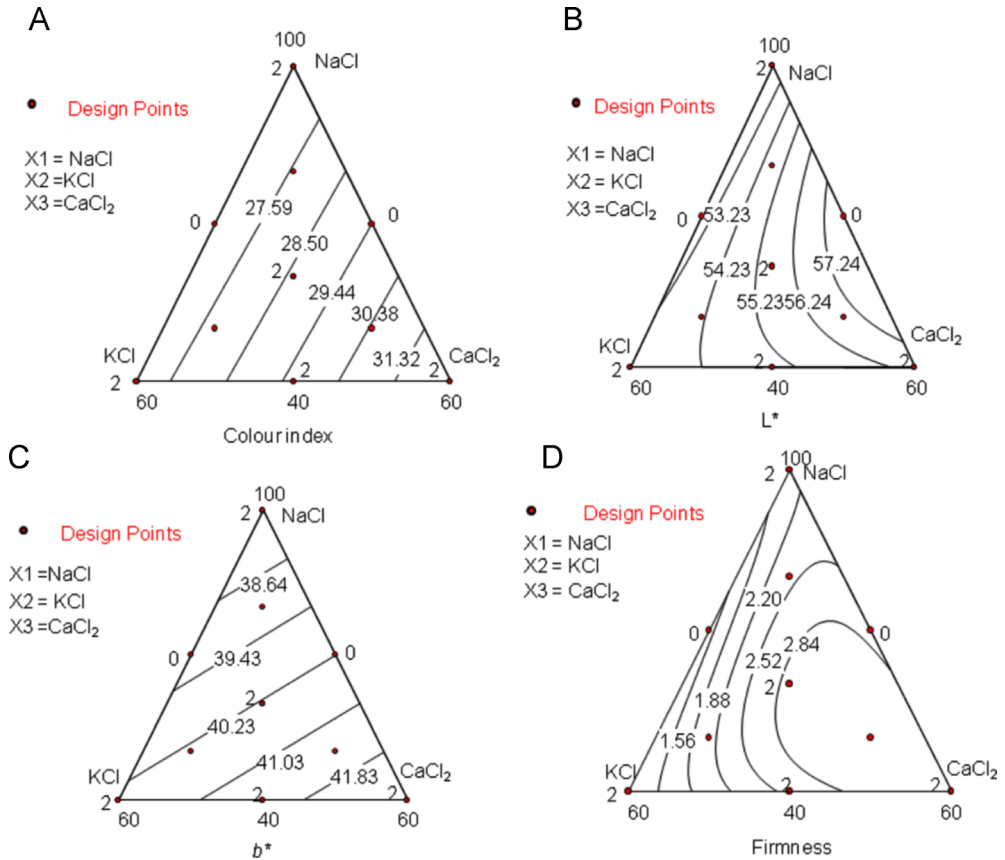 A
100
2
NaCl
Design Points
X1 = NaCl
X2 =KCl
X3 =CaCl₂
0
0
27.59
28.50
2
29.44
30.38
31.32
KCl
CaCl₂
2
2
2
60
40
60
Colour index
B
100
2
NaCl
Design Points
X1 = NaCl
X2 = KCl
X3 =CaCl₂
0
0
53.23
54.23
2
57.24
55.23
56.24
KCl
CaCl₂
2
2
2
60
40
60
L*
C
100
2
NaCl
Design Points
X1 =NaCl
X2 = KCl
X3 =CaCl₂
38.64
0
0
39.43
2
40.23
41.03
41.83
KCl
CaCl₂
2
2
2
60
40
60
b*
D
100
2
NaCl
Design Points
X1 = NaCl
X2 = KCl
X3 = CaCl₂
2.20
0
0
2.84
2.52
2
1.88
1.56
KCl
CaCl₂
2
2
2
60
40
60
Firmness